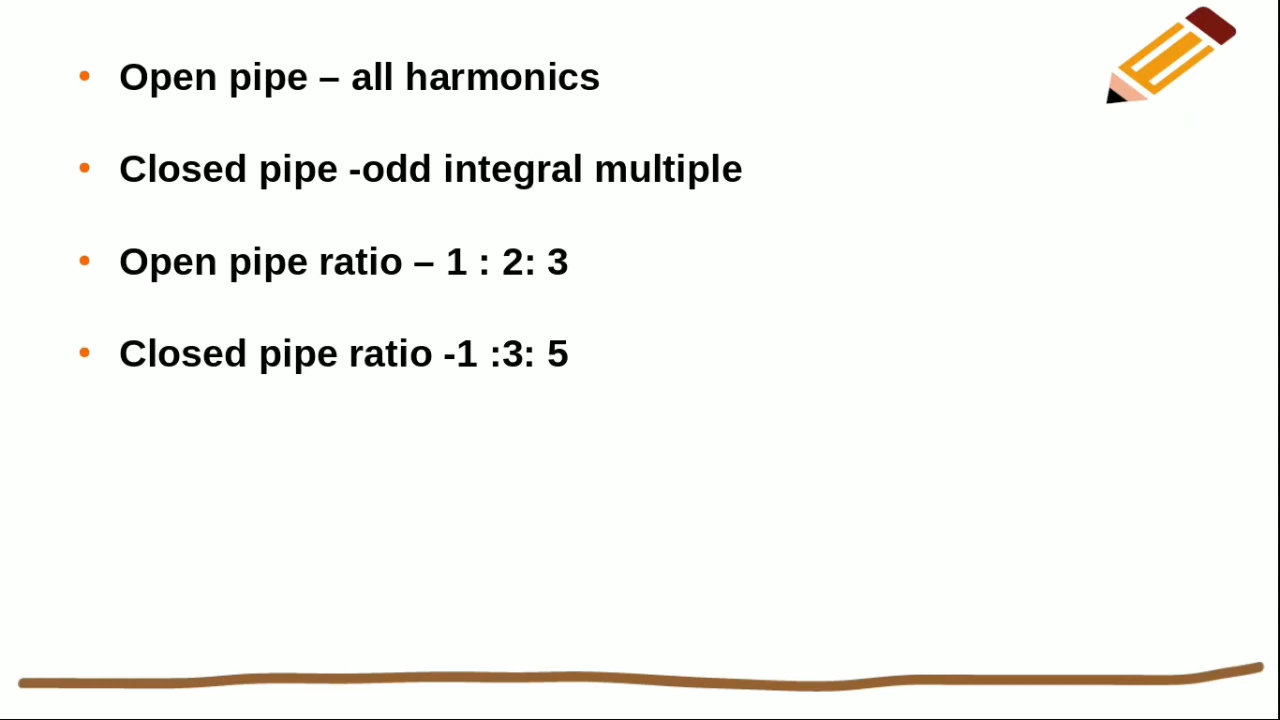 • Open pipe – all harmonics
• Closed pipe -odd integral multiple
• Open pipe ratio – 1 : 2: 3
• Closed pipe ratio -1 :3: 5